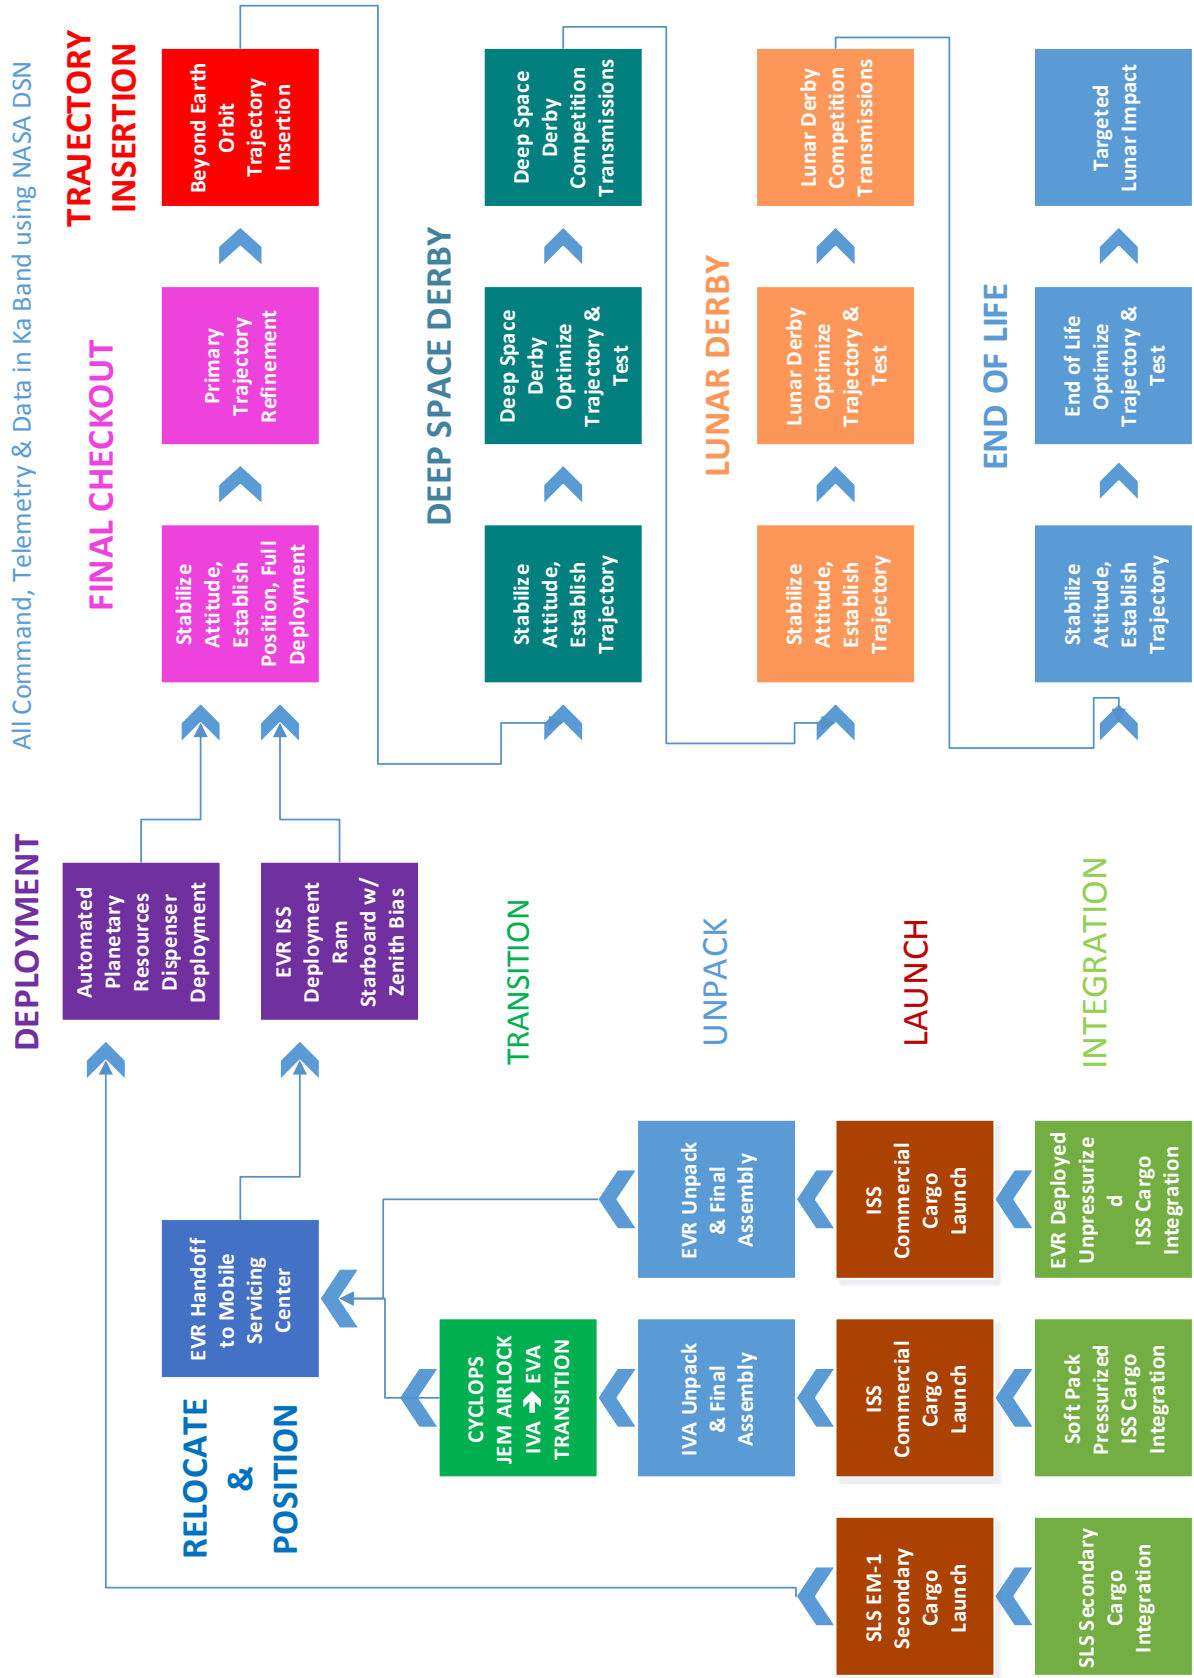 All Command, Telemetry & Data in Ka Band using NASA DSN
DEPLOYMENT
Automated
Planetary
Resources
Dispenser
Deployment
EVR ISS
Deployment
Ram
Starboard w/
Zenith Bias
FINAL CHECKOUT
Stabilize
Attitude,
Establish
Position, Full
Deployment
Primary
Trajectory
Refinement
TRAJECTORY
INSERTION
Beyond Earth
Orbit
Trajectory
Insertion
RELOCATE
&
POSITION
EVR Handoff
to Mobile
Servicing
Center
DEEP SPACE DERBY
Stabilize
Attitude,
Establish
Trajectory
Deep Space
Derby
Optimize
Trajectory &
Test
Deep Space
Derby
Competition
Transmissions
TRANSITION
CYCLOPS
JEM AIRLOCK
IVA ➔ EVA
TRANSITION
LUNAR DERBY
Stabilize
Attitude,
Establish
Trajectory
Lunar Derby
Optimize
Trajectory &
Test
Lunar Derby
Competition
Transmissions
UNPACK
IVA Unpack
& Final
Assembly
EVR Unpack
& Final
Assembly
LAUNCH
SLS EM-1
Secondary
Cargo
Launch
ISS
Commercial
Cargo
Launch
ISS
Commercial
Cargo
Launch
END OF LIFE
Stabilize
Attitude,
Establish
Trajectory
End of Life
Optimize
Trajectory &
Test
Targeted
Lunar Impact
INTEGRATION
SLS Secondary
Cargo
Integration
Soft Pack
Pressurized
ISS Cargo
Integration
EVR Deployed
Unpressurize
d
ISS Cargo
Integration